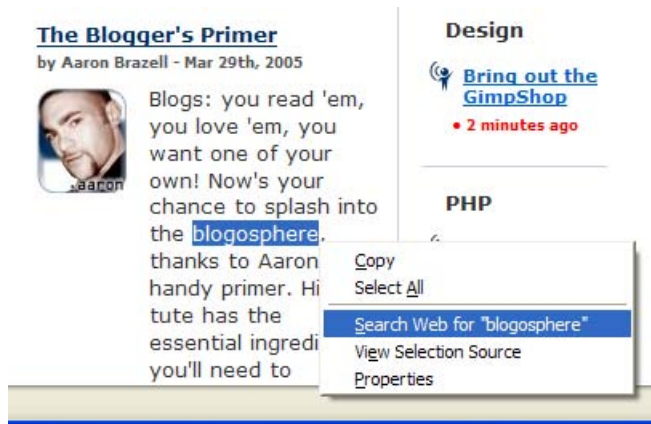 The Blogger's Primer
by Aaron Brazell - Mar 29th, 2005
Blogs: you read 'em,
you love 'em, you
want one of your
own! Now's your
chance to splash into
the blogosphere,
thanks to Aaron
handy primer. Hi
tute has the
essential ingredi
you'll need to
.aaron
Design
Bring out the
GimpShop
• 2 minutes ago
PHP
Copy
Select All
Search Web for "blogosphere"
View Selection Source
Properties